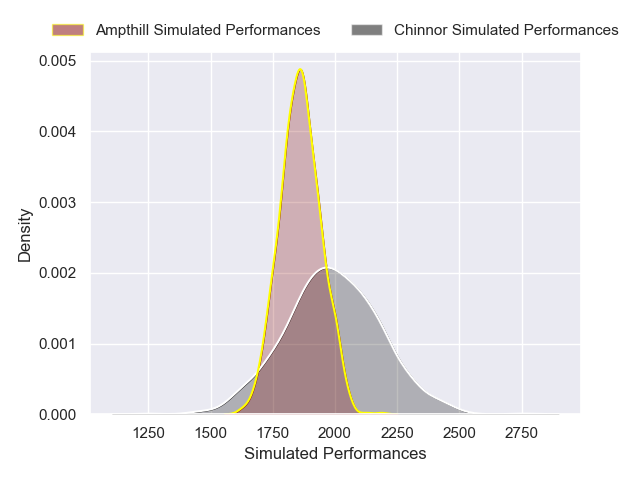 Ampthill Simulated Performances
Chinnor Simulated Performances
0.005
0.004
0.003
0.002
0.001
0.000
Density
1250 1500 1750 2000 2250 2500 2750
Simulated Performances